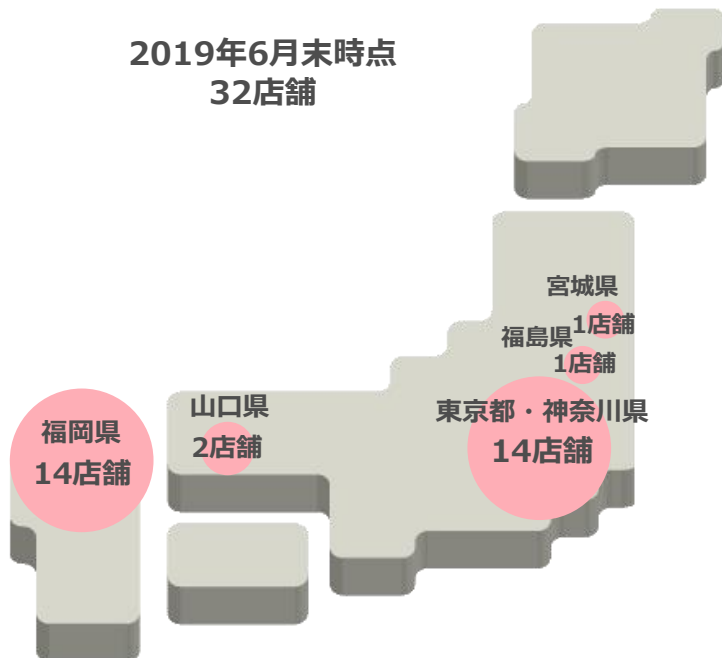 2019年6月末時点
32店舗
宮城県
1店舗
福島県
1店舗
東京都・神奈川県
14店舗
山口県
2店舗
福岡県
14店舗